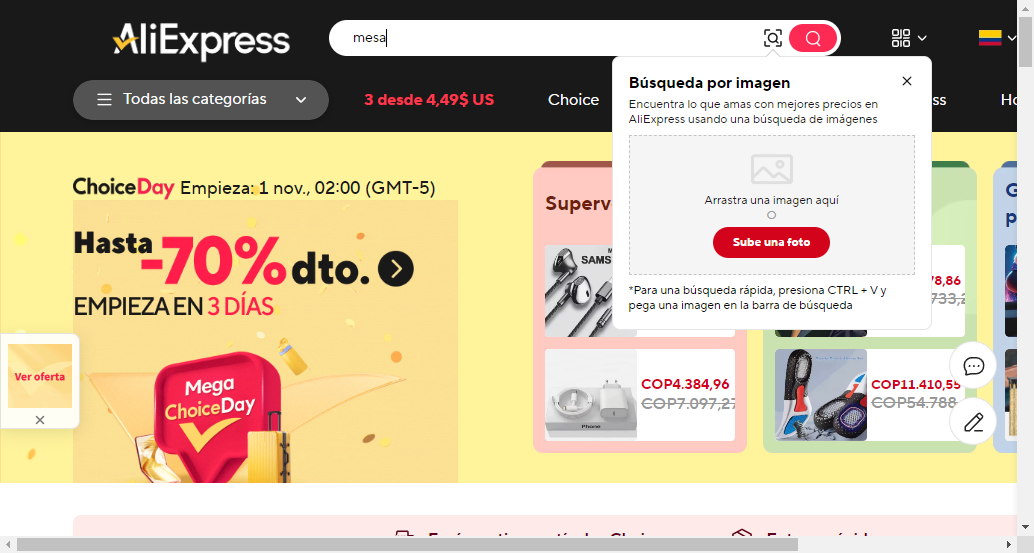 AliExpress
mesa
Todas las categorías
3 desde 4,49$ US
Choice
Búsqueda por imagen
Encuentra lo que amas con mejores precios en
AliExpress usando una búsqueda de imágenes
Arrastra una imagen aquí
O
Sube una foto
*Para una búsqueda rápida, presiona CTRL + V y
pega una imagen en la barra de búsqueda
ChoiceDay Empieza: 1 nov., 02:00 (GMT-5)
Hasta -70% dto.
EMPIEZA EN 3 DÍAS
Mega
ChoiceDay
Ver oferta
SAMS
78,86
733,2
COP4.384,96
COP7.097,27
Phone
COP11.410,55
COP54.788